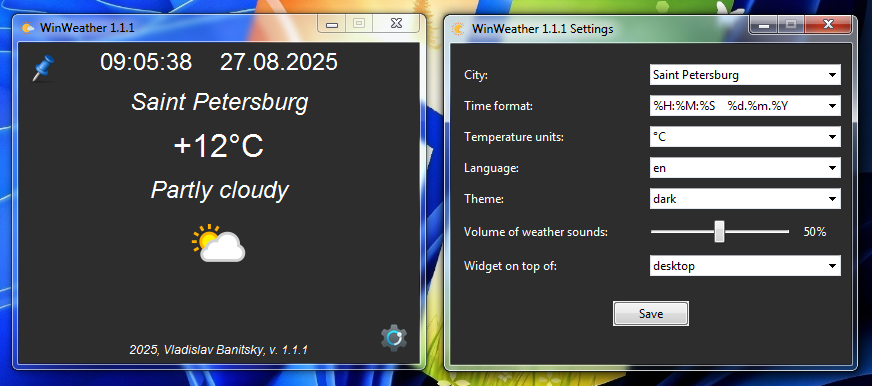 WinWeather 1.1.1
09:05:38 27.08.2025
Saint Petersburg
+12°C
Partly cloudy
2025, Vladislav Banitsky, v. 1.1.1
WinWeather 1.1.1 Settings
City: Saint Petersburg
Time format: %H:%M:%S %d.%m.%Y
Temperature units: °C
Language: en
Theme: dark
Volume of weather sounds: 50%
Widget on top of: desktop
Save